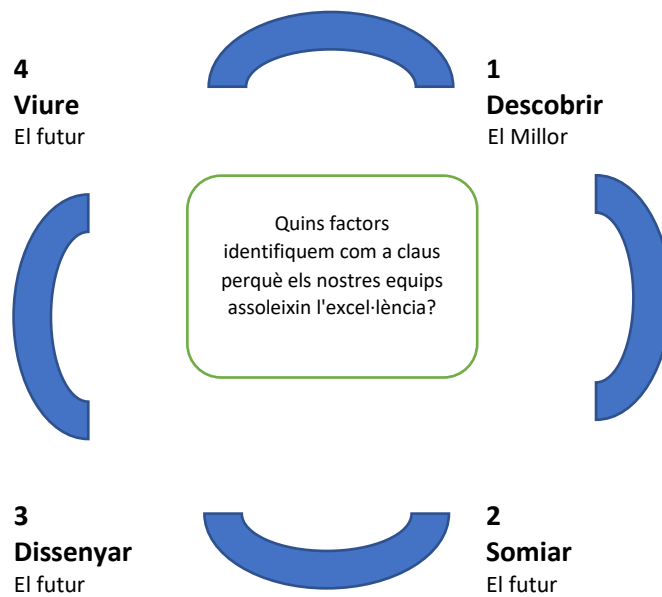 4
Viure
El futur
1
Descobrir
El Millor
Quins factors
identifiquem com a claus
perquè els nostres equips
assoleixin l'excel·lència?
3
Dissenyar
El futur
2
Somiar
El futur